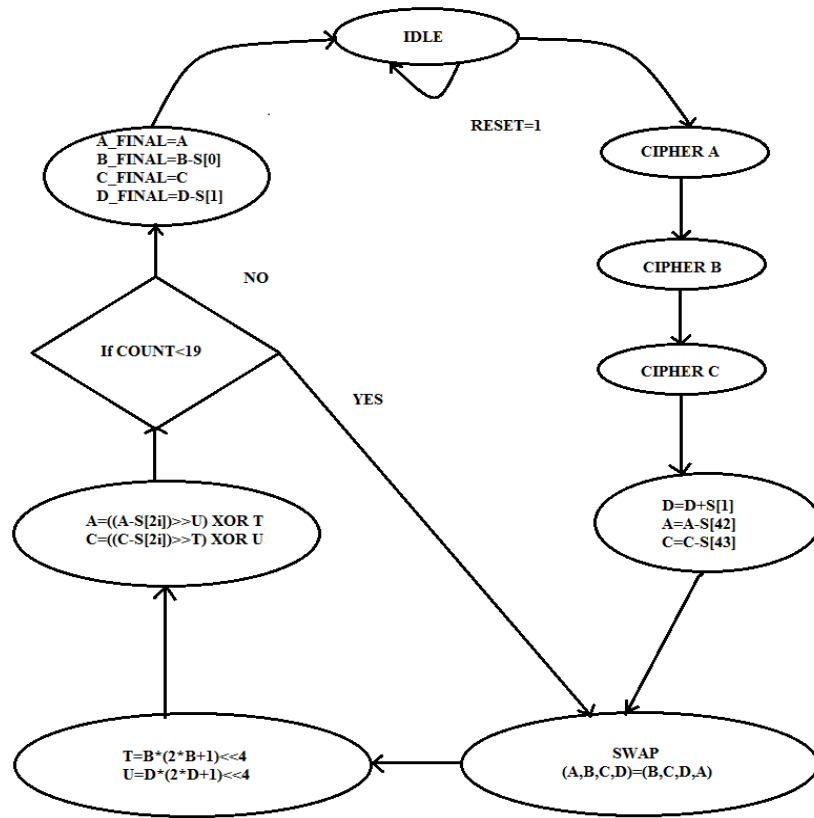 IDLE
RESET=1
CIPHER A
CIPHER B
CIPHER C
D=D+S[1]
A=A-S[42]
C=C-S[43]
SWAP
(A,B,C,D)=(B,C,D,A)
T=B*(2*B+1)<<4
U=D*(2*D+1)<<4
A=((A-S[2i])>>U) XOR T
C=((C-S[2i])>>T) XOR U
If COUNT<19
YES
NO
A_FINAL=A
B_FINAL=B-S[0]
C_FINAL=C
D_FINAL=D-S[1]